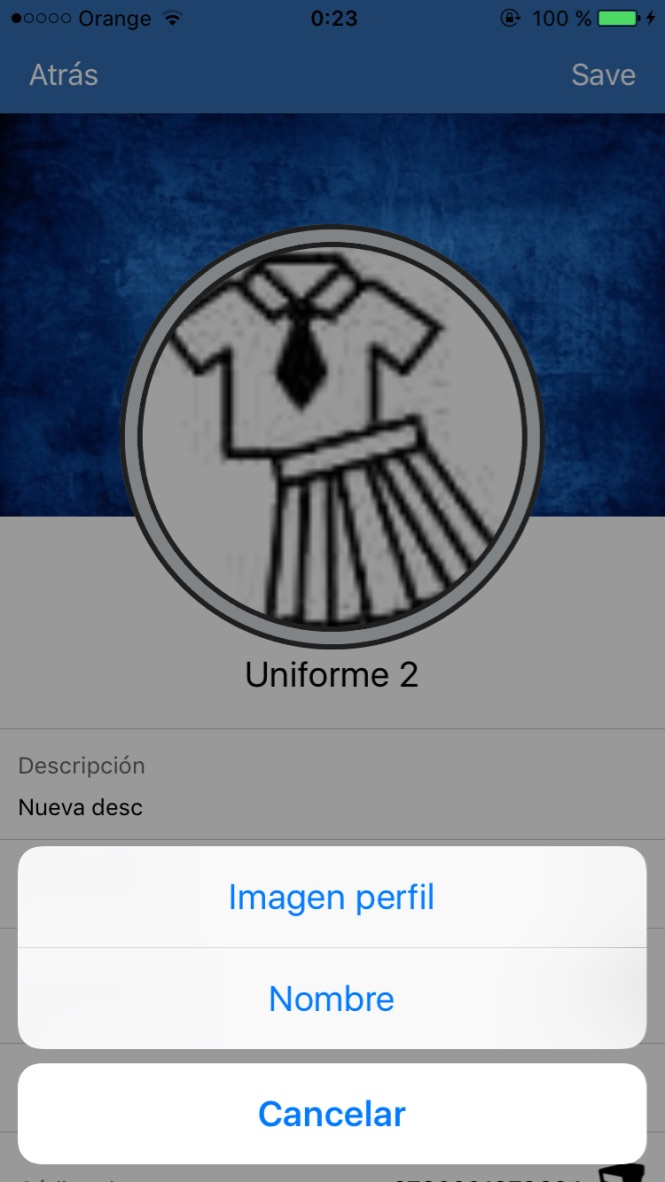 Orange 0:23 100 %
Atrás Save
Uniforme 2
Descripción
Nueva desc
Imagen perfil
Nombre
Cancelar